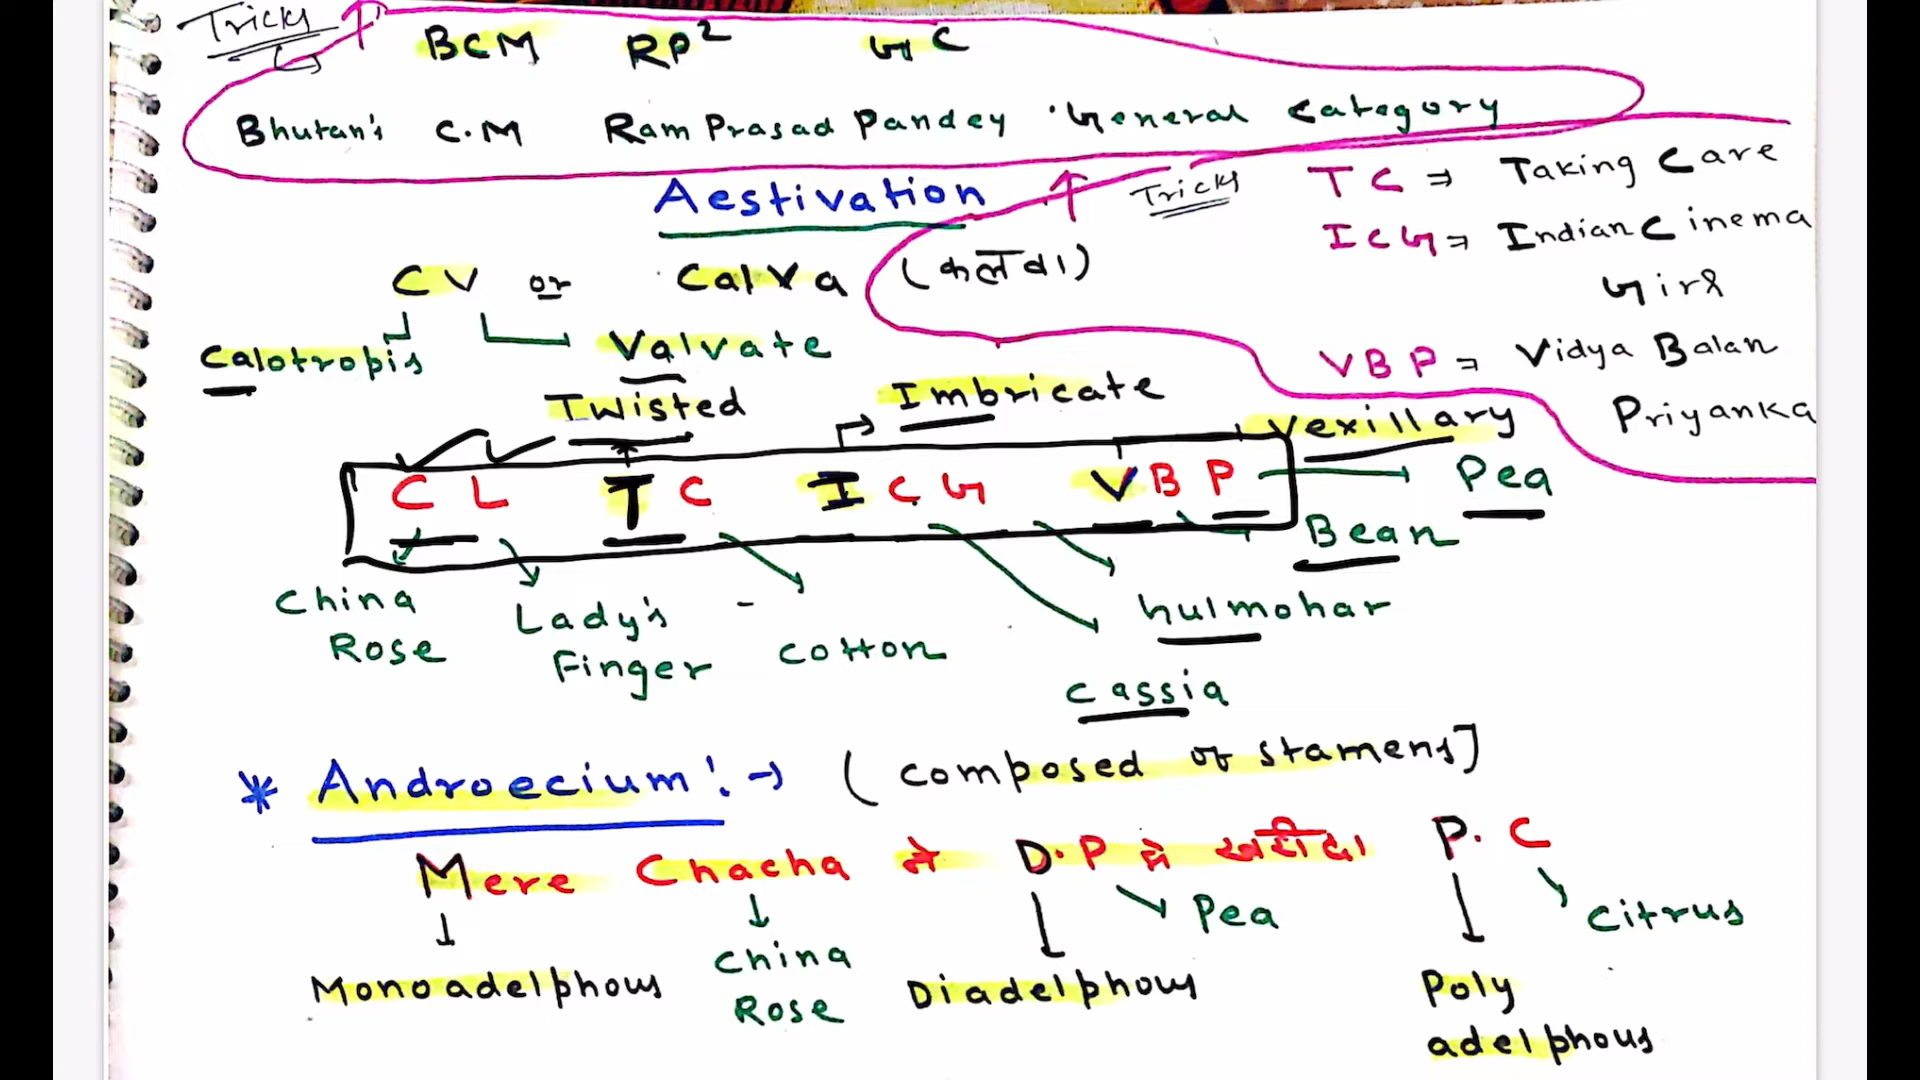 Tricks
BCM RP² GC
Bhutan's C.M Ram Prasad Pandey General Category
Aestivation
Tricks
TC ⇒ Taking Care
ICG ⇒ Indian Cinema Girl
VBP ⇒ Vidya Balan Priyanka
CV or CalVa (कलवा)
Calotropis Valvate
Twisted Imbricate Vexillary
C L T C I C G V B P Pea
Bean
China Rose Lady's Finger cotton Gulmohar
Cassia
* Androecium :→ (composed of stamens]
Mere Chacha ने D.P से खरीदा P.C
Pea Citrus
Monoadelphous China Rose Diadelphous Poly adelphous